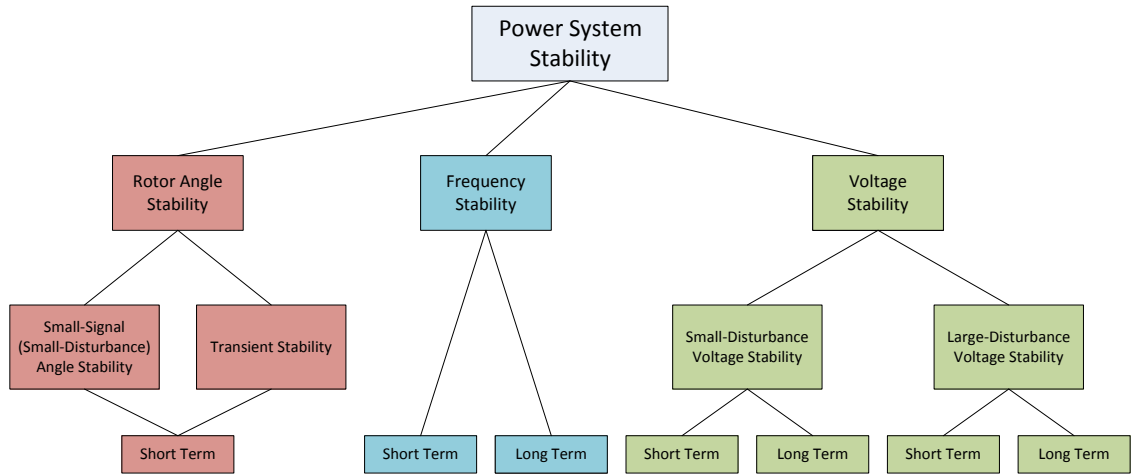 Power System
Stability
Rotor Angle
Stability
Frequency
Stability
Voltage
Stability
Small-Signal
(Small-Disturbance)
Angle Stability
Transient Stability
Small-Disturbance
Voltage Stability
Large-Disturbance
Voltage Stability
Short Term
Short Term
Long Term
Short Term
Long Term
Short Term
Long Term